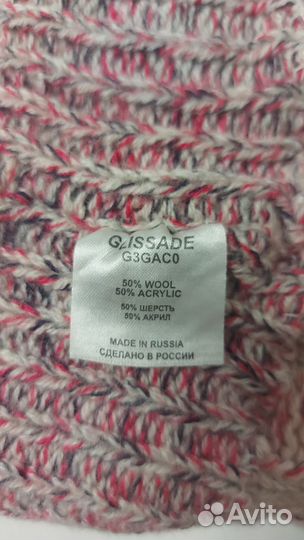 GLISSADE
G3GAC0
50% WOOL
50% ACRYLIC
50% ШЕРСТЬ
50% АКРИЛ
MADE IN RUSSIA
СДЕЛАНО В РОССИИ
Avito